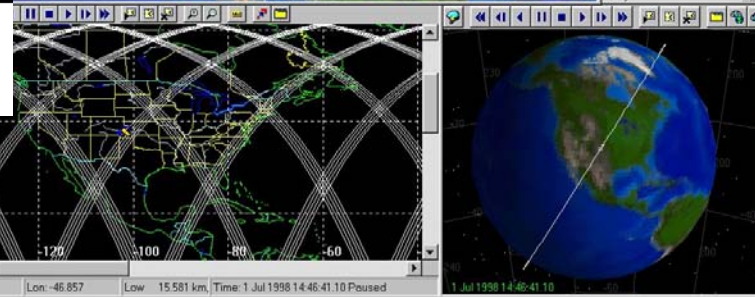 -120
-100
-80
-60
Lon: -46.857
Low 15.581 km,
Time: 1 Jul 1998 14:46:41.10 Paused
1 Jul 1998 14:46:41.10